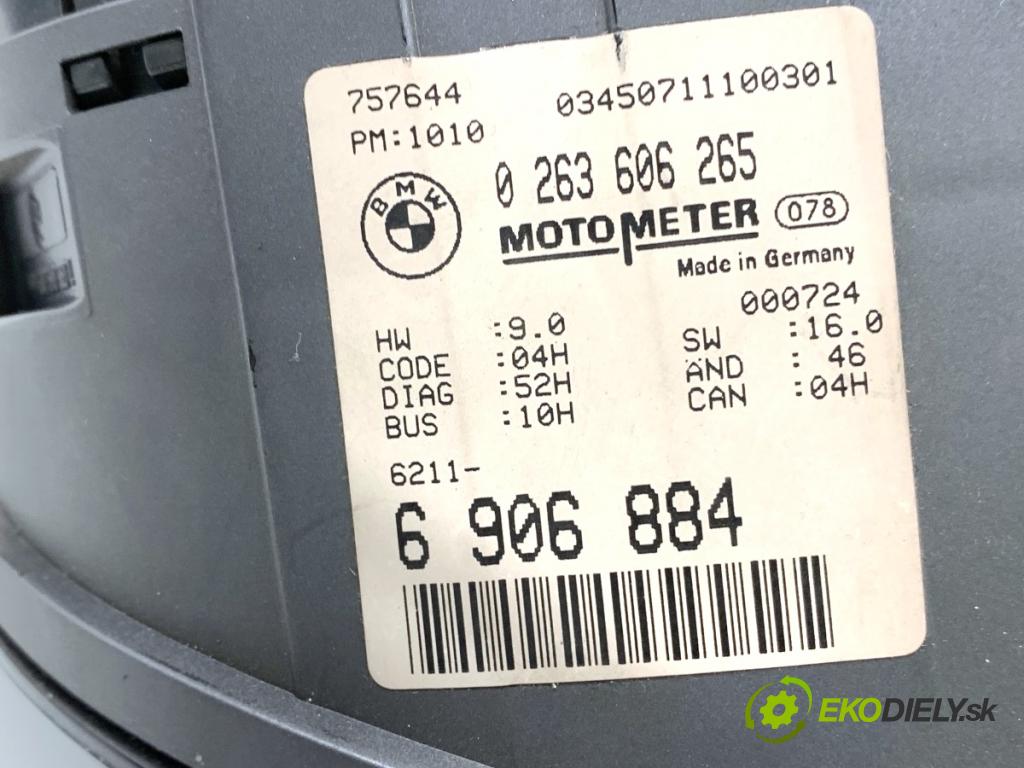 757644 03450711100301
PM:1010
BMW
0 263 606 265
MOTOMETER 078
Made in Germany
000724
HW :9.0 SW :16.0
CODE :04H ÄND : 46
DIAG :52H CAN :04H
BUS :10H
6211-
6 906 884
EKODIELY.sk